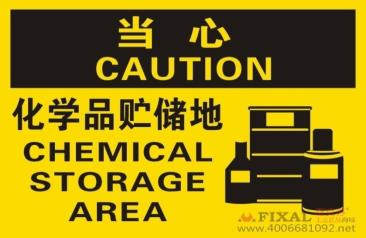 当心
CAUTION
化学品贮储地
CHEMICAL
STORAGE
AREA
FIXAL
www.4006681092.net